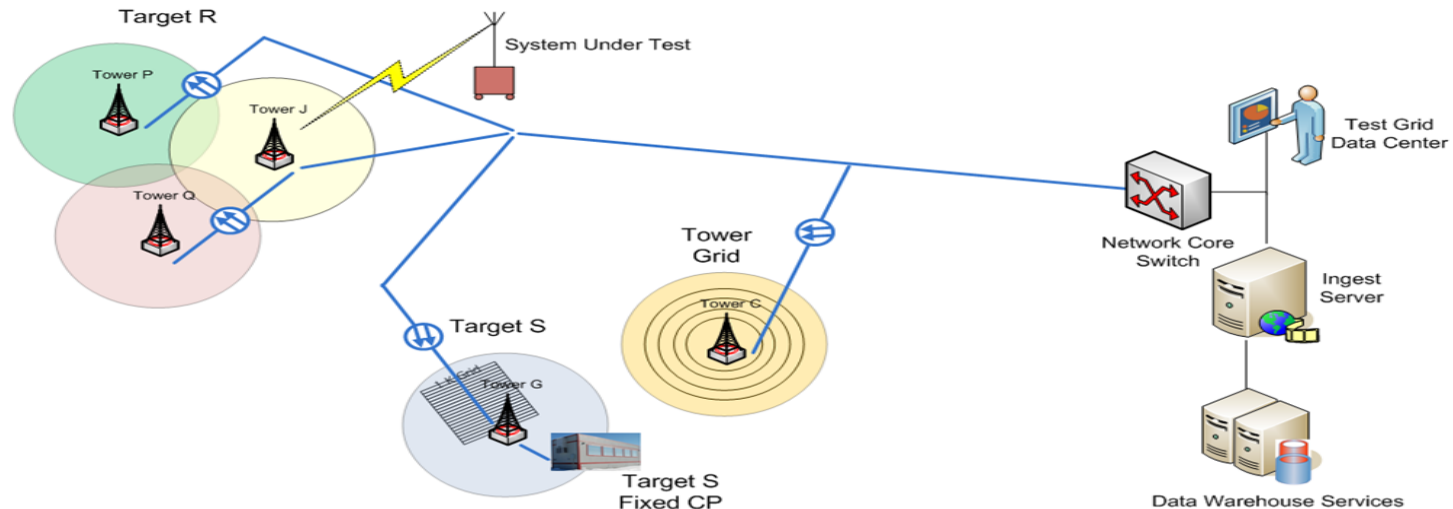 Target R
System Under Test
Tower P
Tower J
Test Grid
Data Center
Tower Q
Tower
Grid
Network Core
Switch
Ingest
Server
Tower C
Target S
Tower G
Target S
Fixed CP
Data Warehouse Services